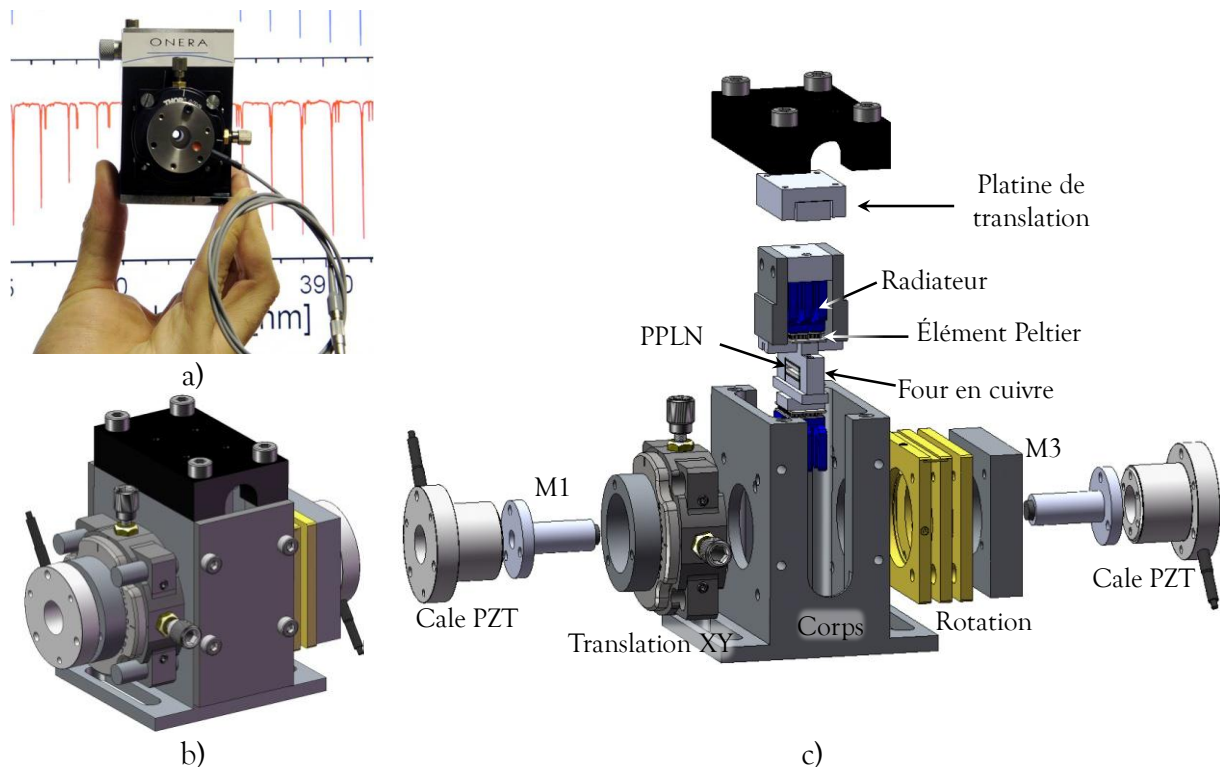 ONERA
39
[nm]
a)
b)
Platine de
translation
Radiateur
Élément Peltier
PPLN
Four en cuivre
M3
M1
Cale PZT
Cale PZT
Translation XY
Corps
Rotation
c)